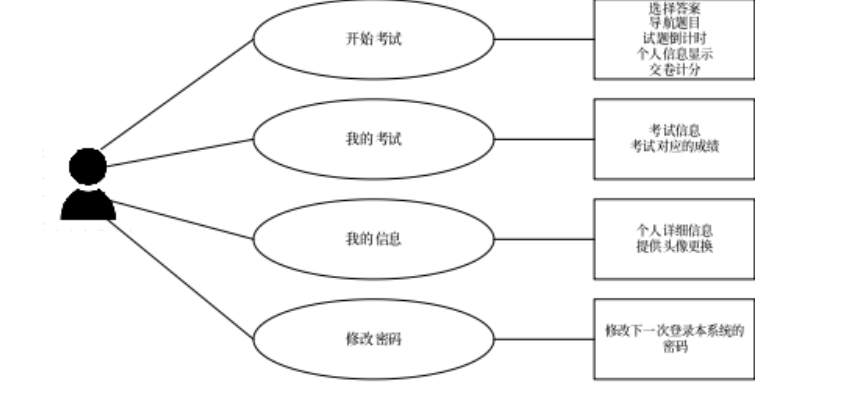 选择答案
导航题目
试题倒计时
个人信息显示
交卷计分
开始考试
考试信息
考试对应的成绩
我的考试
个人详细信息
提供头像更换
我的信息
修改下一次登录本系统的
密码
修改密码